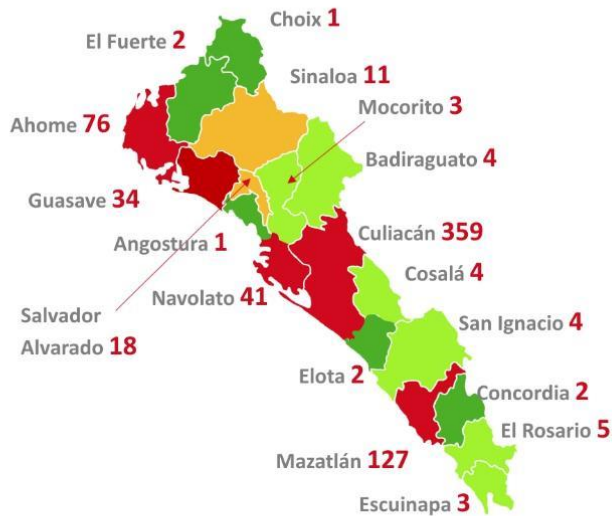 Choix 1
El Fuerte 2
Sinaloa 11
Mocorito 3
Ahome 76
Badiraguato 4
Guasave 34
Culiacán 359
Angostura 1
Cosalá 4
Navolato 41
Salvador
Alvarado 18
San Ignacio 4
Elota 2
Concordia 2
El Rosario 5
Mazatlán 127
Escuinapa 3